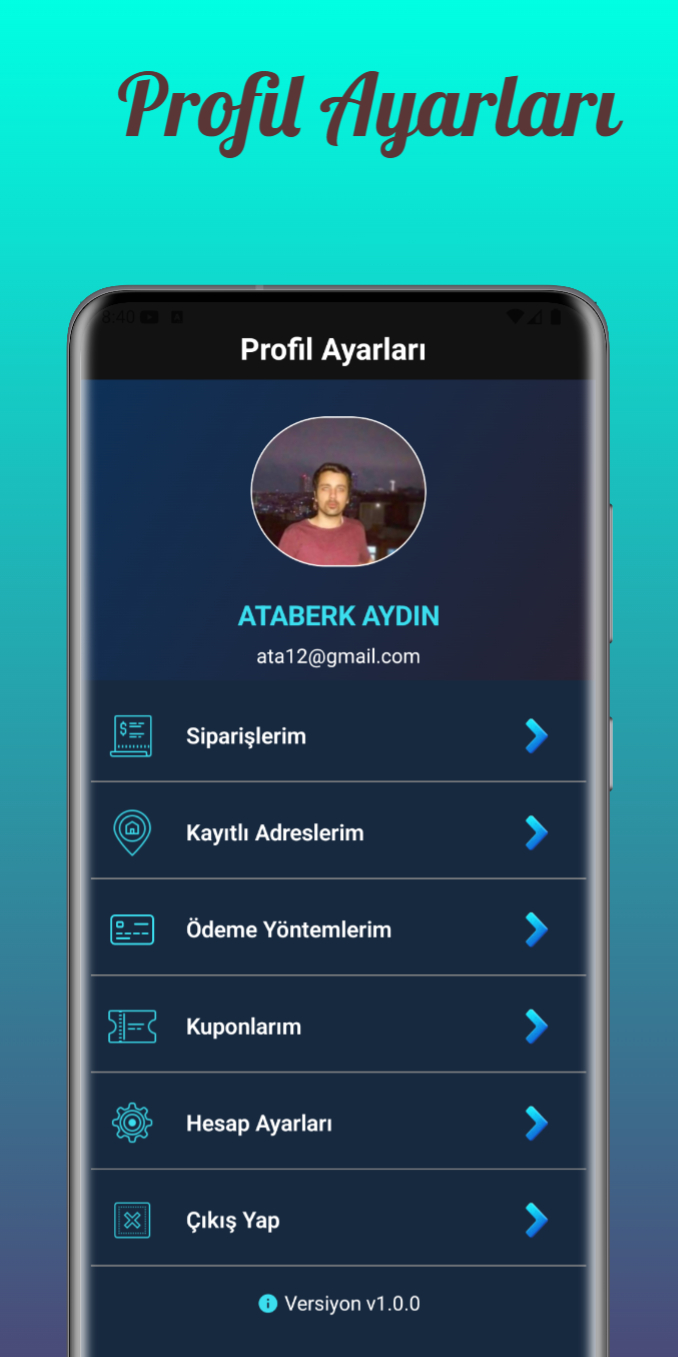 Profil Ayarları
8:40
Profil Ayarları
ATABERK AYDIN
ata12@gmail.com
$
Siparişlerim
Kayıtlı Adreslerim
Ödeme Yöntemlerim
Kuponlarım
Hesap Ayarları
Çıkış Yap
Versiyon v1.0.0